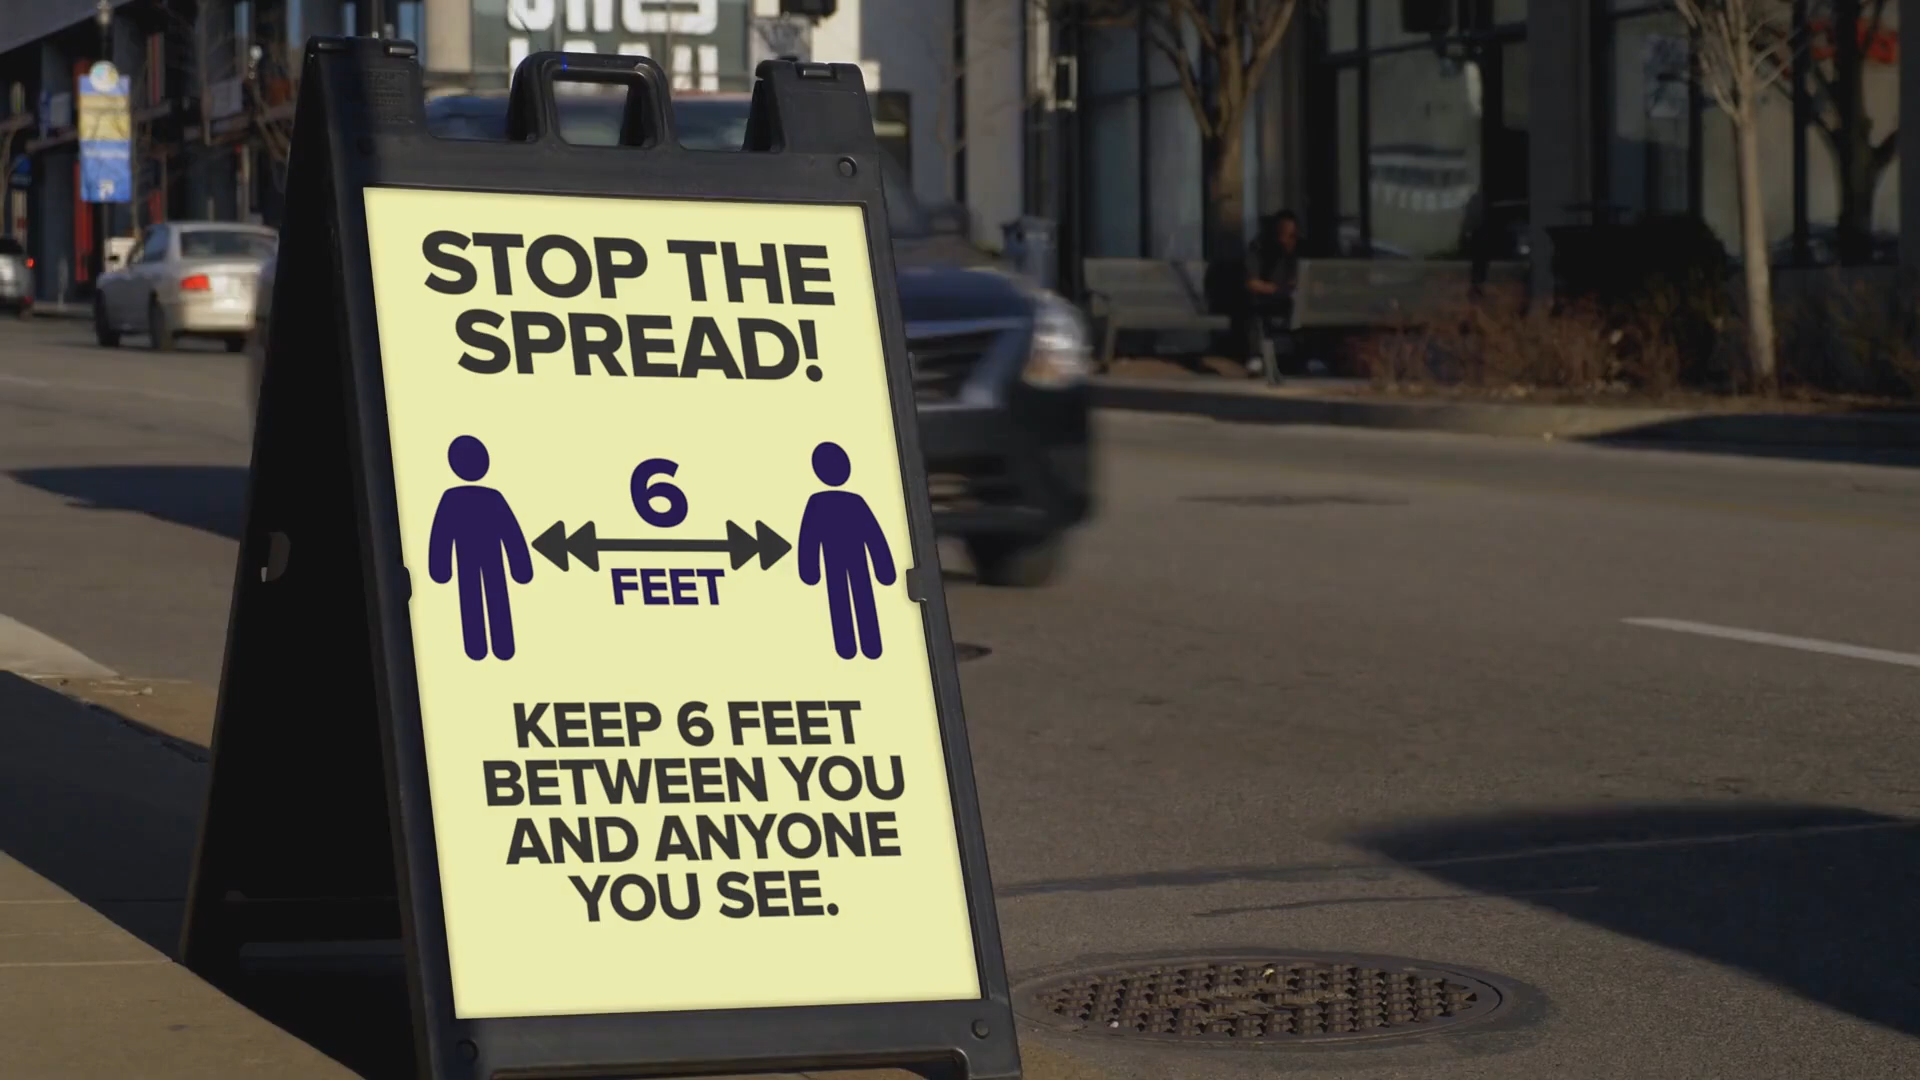 STOP THE
SPREAD!
6
FEET
KEEP 6 FEET
BETWEEN YOU
AND ANYONE
YOU SEE.